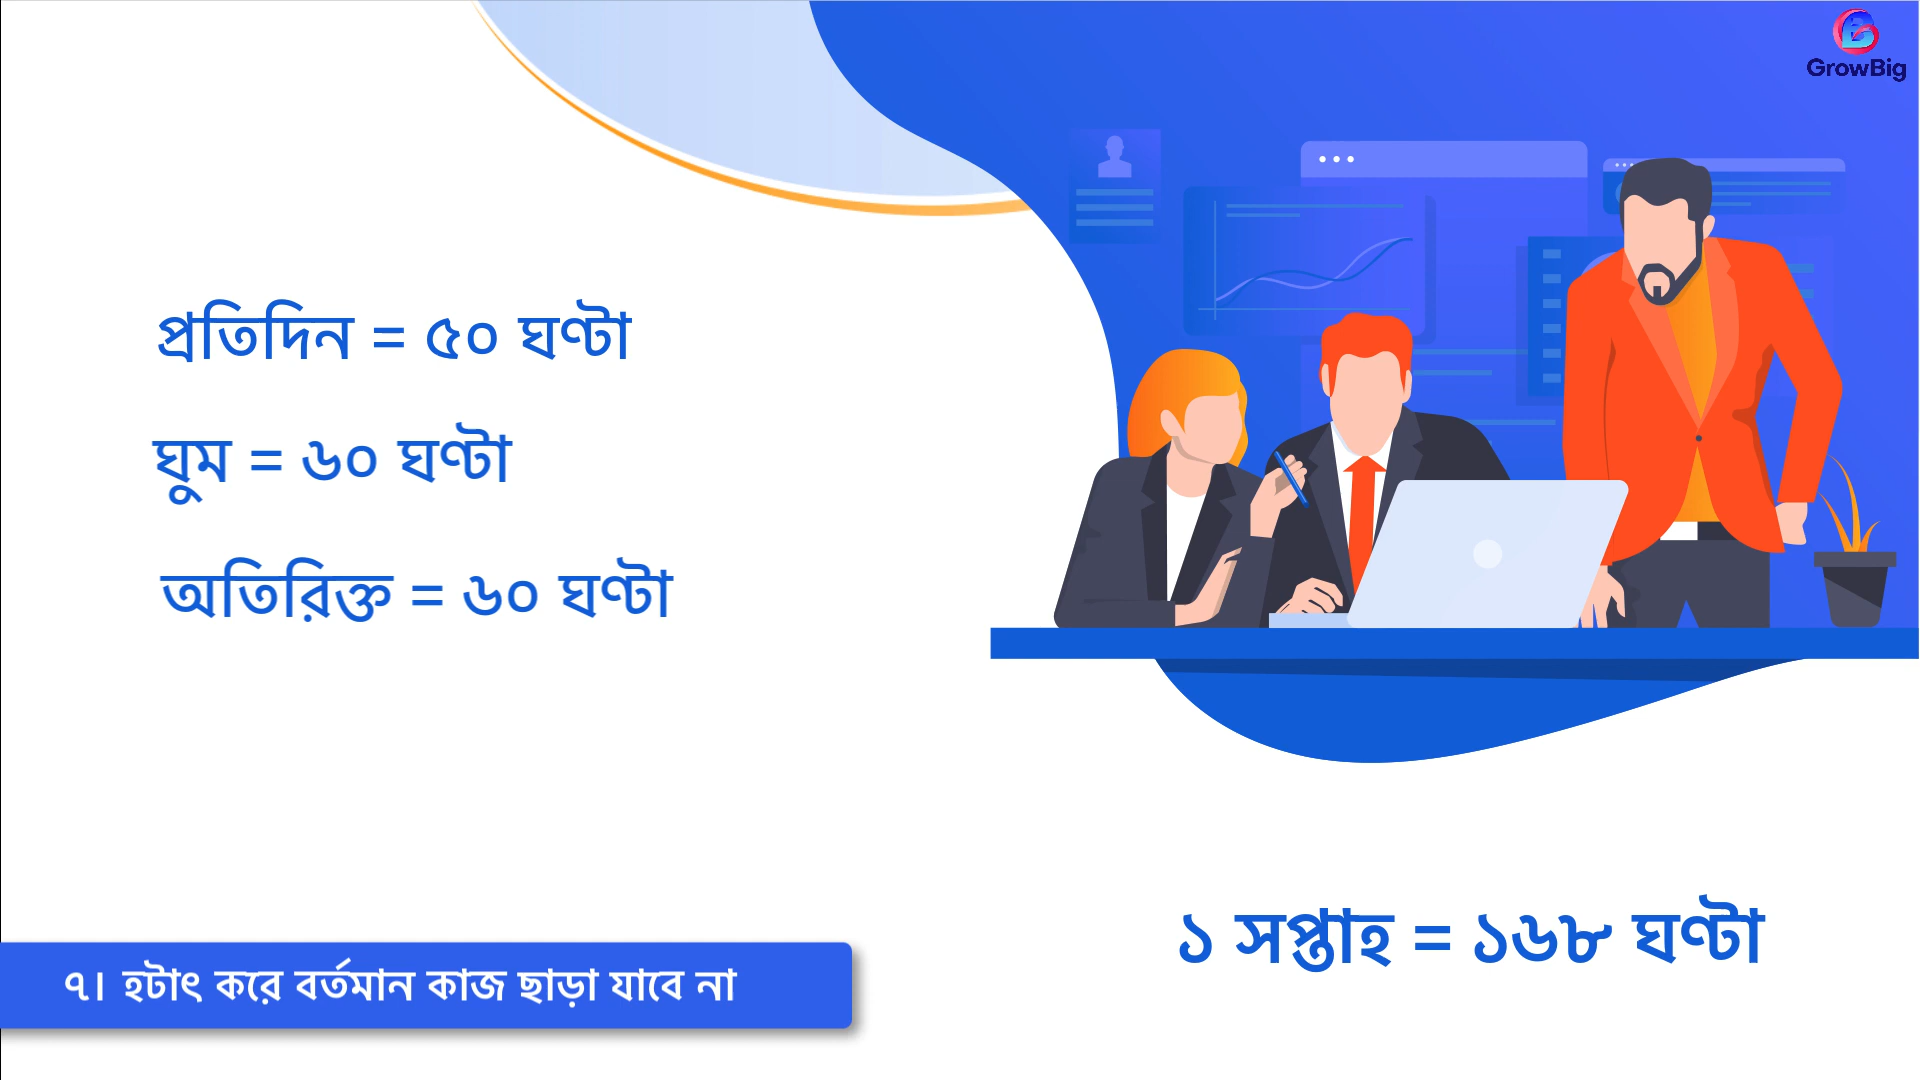 GrowBig
প্রতিদিন = ৫০ ঘণ্টা
ঘুম = ৬০ ঘণ্টা
অতিরিক্ত = ৬০ ঘণ্টা
১ সপ্তাহ = ১৬৮ ঘণ্টা
৭। হটাৎ করে বর্তমান কাজ ছাড়া যাবে না